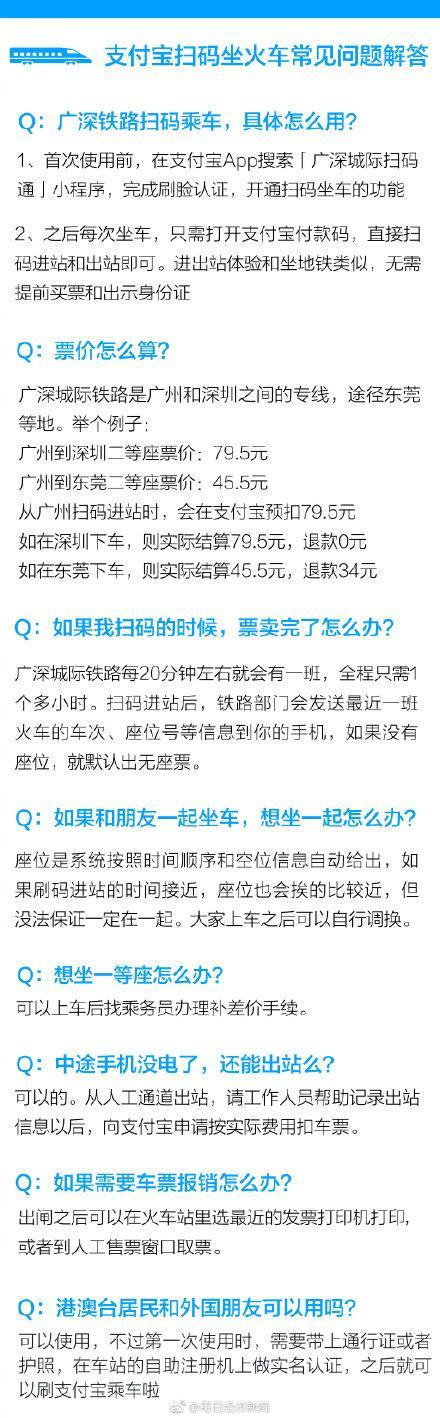 支付宝扫码坐火车常见问题解答
Q：广深铁路扫码乘车，具体怎么用？
1、首次使用前，在支付宝App搜索「广深城际扫码
通」小程序，完成刷脸认证，开通扫码坐车的功能
2、之后每次坐车，只需打开支付宝付款码，直接扫
码进站和出站即可。进出站体验和坐地铁类似，无需
提前买票和出示身份证
Q：票价怎么算？
广深城际铁路是广州和深圳之间的专线，途径东莞
等地。举个例子：
广州到深圳二等座票价：79.5元
广州到东莞二等座票价：45.5元
从广州扫码进站时，会在支付宝预扣79.5元
如在深圳下车，则实际结算79.5元，退款0元
如在东莞下车，则实际结算45.5元，退款34元
Q：如果我扫码的时候，票卖完了怎么办？
广深城际铁路每20分钟左右就会有一班，全程只需1
个多小时。扫码进站后，铁路部门会发送最近一班
火车的车次、座位号等信息到你的手机，如果没有
座位，就默认出无座票。
Q：如果和朋友一起坐车，想坐一起怎么办？
座位是系统按照时间顺序和空位信息自动给出，如
果刷码进站的时间接近，座位也会挨的比较近，但
没法保证一定在一起。大家上车之后可以自行调换。
Q：想坐一等座怎么办？
可以上车后找乘务员办理补差价手续。
Q：中途手机没电了，还能出站么？
可以的。从人工通道出站，请工作人员帮助记录出站
信息以后，向支付宝申请按实际费用扣车票。
Q：如果需要车票报销怎么办？
出闸之后可以在火车站里选最近的发票打印机打印，
或者到人工售票窗口取票。
Q：港澳台居民和外国朋友可以用吗？
可以使用，不过第一次使用时，需要带上通行证或者
护照，在车站的自助注册机上做实名认证，之后就可
以刷支付宝乘车啦
@每日经济新闻